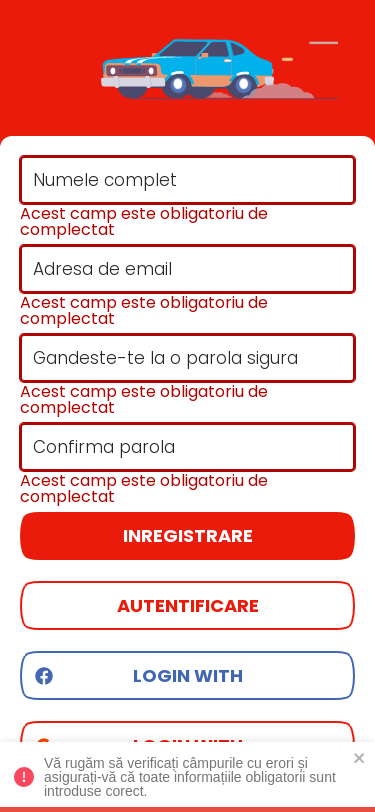 Numele complet
Acest camp este obligatoriu de
complectat
Adresa de email
Acest camp este obligatoriu de
complectat
Gandeste-te la o parola sigura
Acest camp este obligatoriu de
complectat
Confirma parola
Acest camp este obligatoriu de
complectat
INREGISTRARE
AUTENTIFICARE
LOGIN WITH
LOGIN WITH
Vă rugăm să verificați câmpurile cu erori și
asigurați-vă că toate informațiile obligatorii sunt
introduse corect.